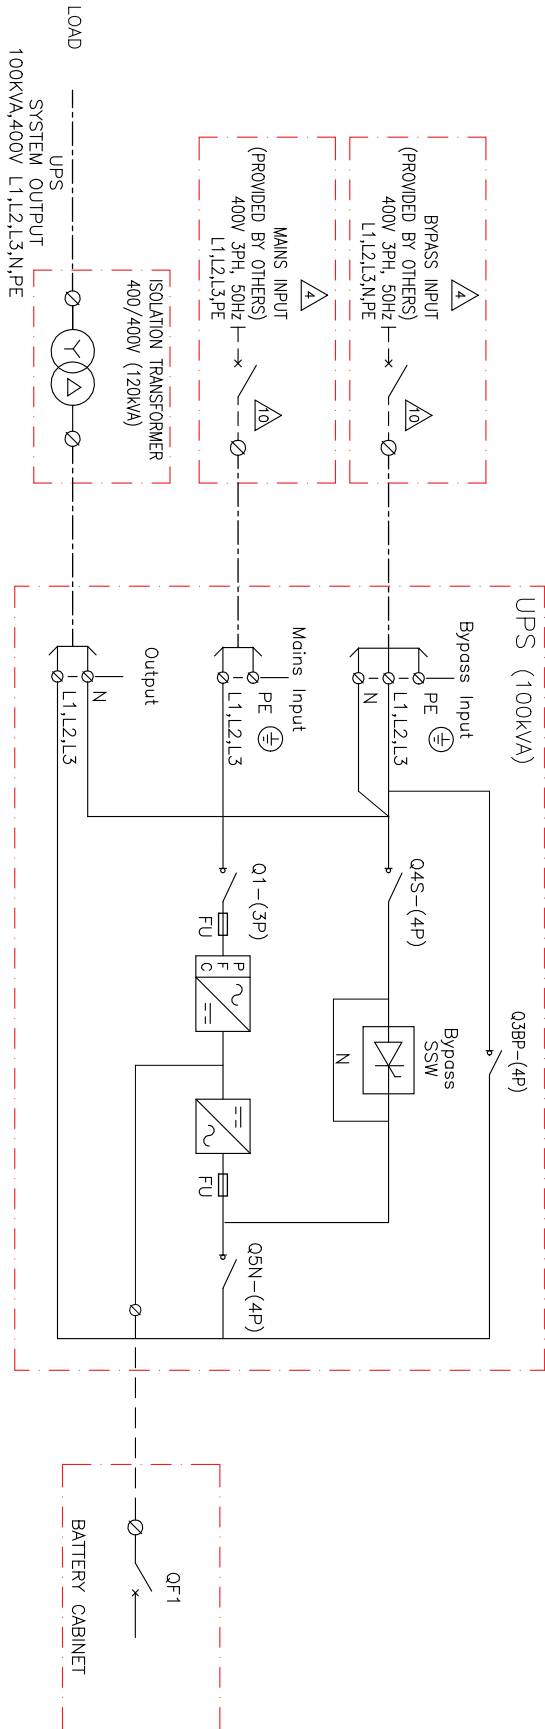 UPS (100kVA)
BYPASS INPUT
(PROVIDED BY OTHERS)
400V 3PH, 50Hz
L1,L2,L3,N,PE
4
10
Bypass Input
PE
L1,L2,L3
N
Q3BP-(4P)
Q4S-(4P)
Bypass
SSW
N
MAINS INPUT
(PROVIDED BY OTHERS)
400V 3PH, 50Hz
L1,L2,L3,PE
4
10
Mains Input
PE
L1,L2,L3
Q1-(3P)
FU
P
F
C
FU
Q5N-(4P)
ISOLATION TRANSFORMER
400/400V (120kVA)
Output
N
L1,L2,L3
LOAD
UPS
SYSTEM OUTPUT
100KVA,400V L1,L2,L3,N,PE
QF1
BATTERY CABINET